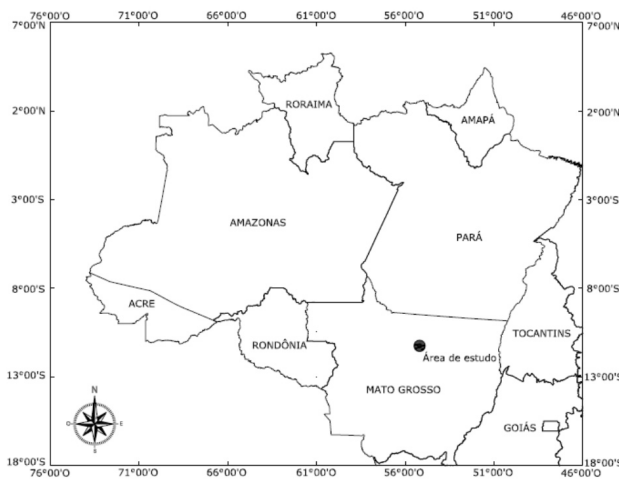 76°00'O 71°00'O 66°00'O 61°00'O 55°00'O 51°00'O 46°00'O
7°00'N 7°00'N
RORAIMA
AMAPÁ
2°00'N 2°00'N
3°00'S 3°00'S
AMAZONAS
PARÁ
8°00'S 8°00'S
ACRE
TOCANTINS
RONDÔNIA
Área de estudo
13°00'S 13°00'S
MATO GROSSO
N
O E
S
GOIÁS
18°00'S 18°00'S
76°00'O 71°00'O 66°00'O 61°00'O 55°00'O 51°00'O 46°00'O